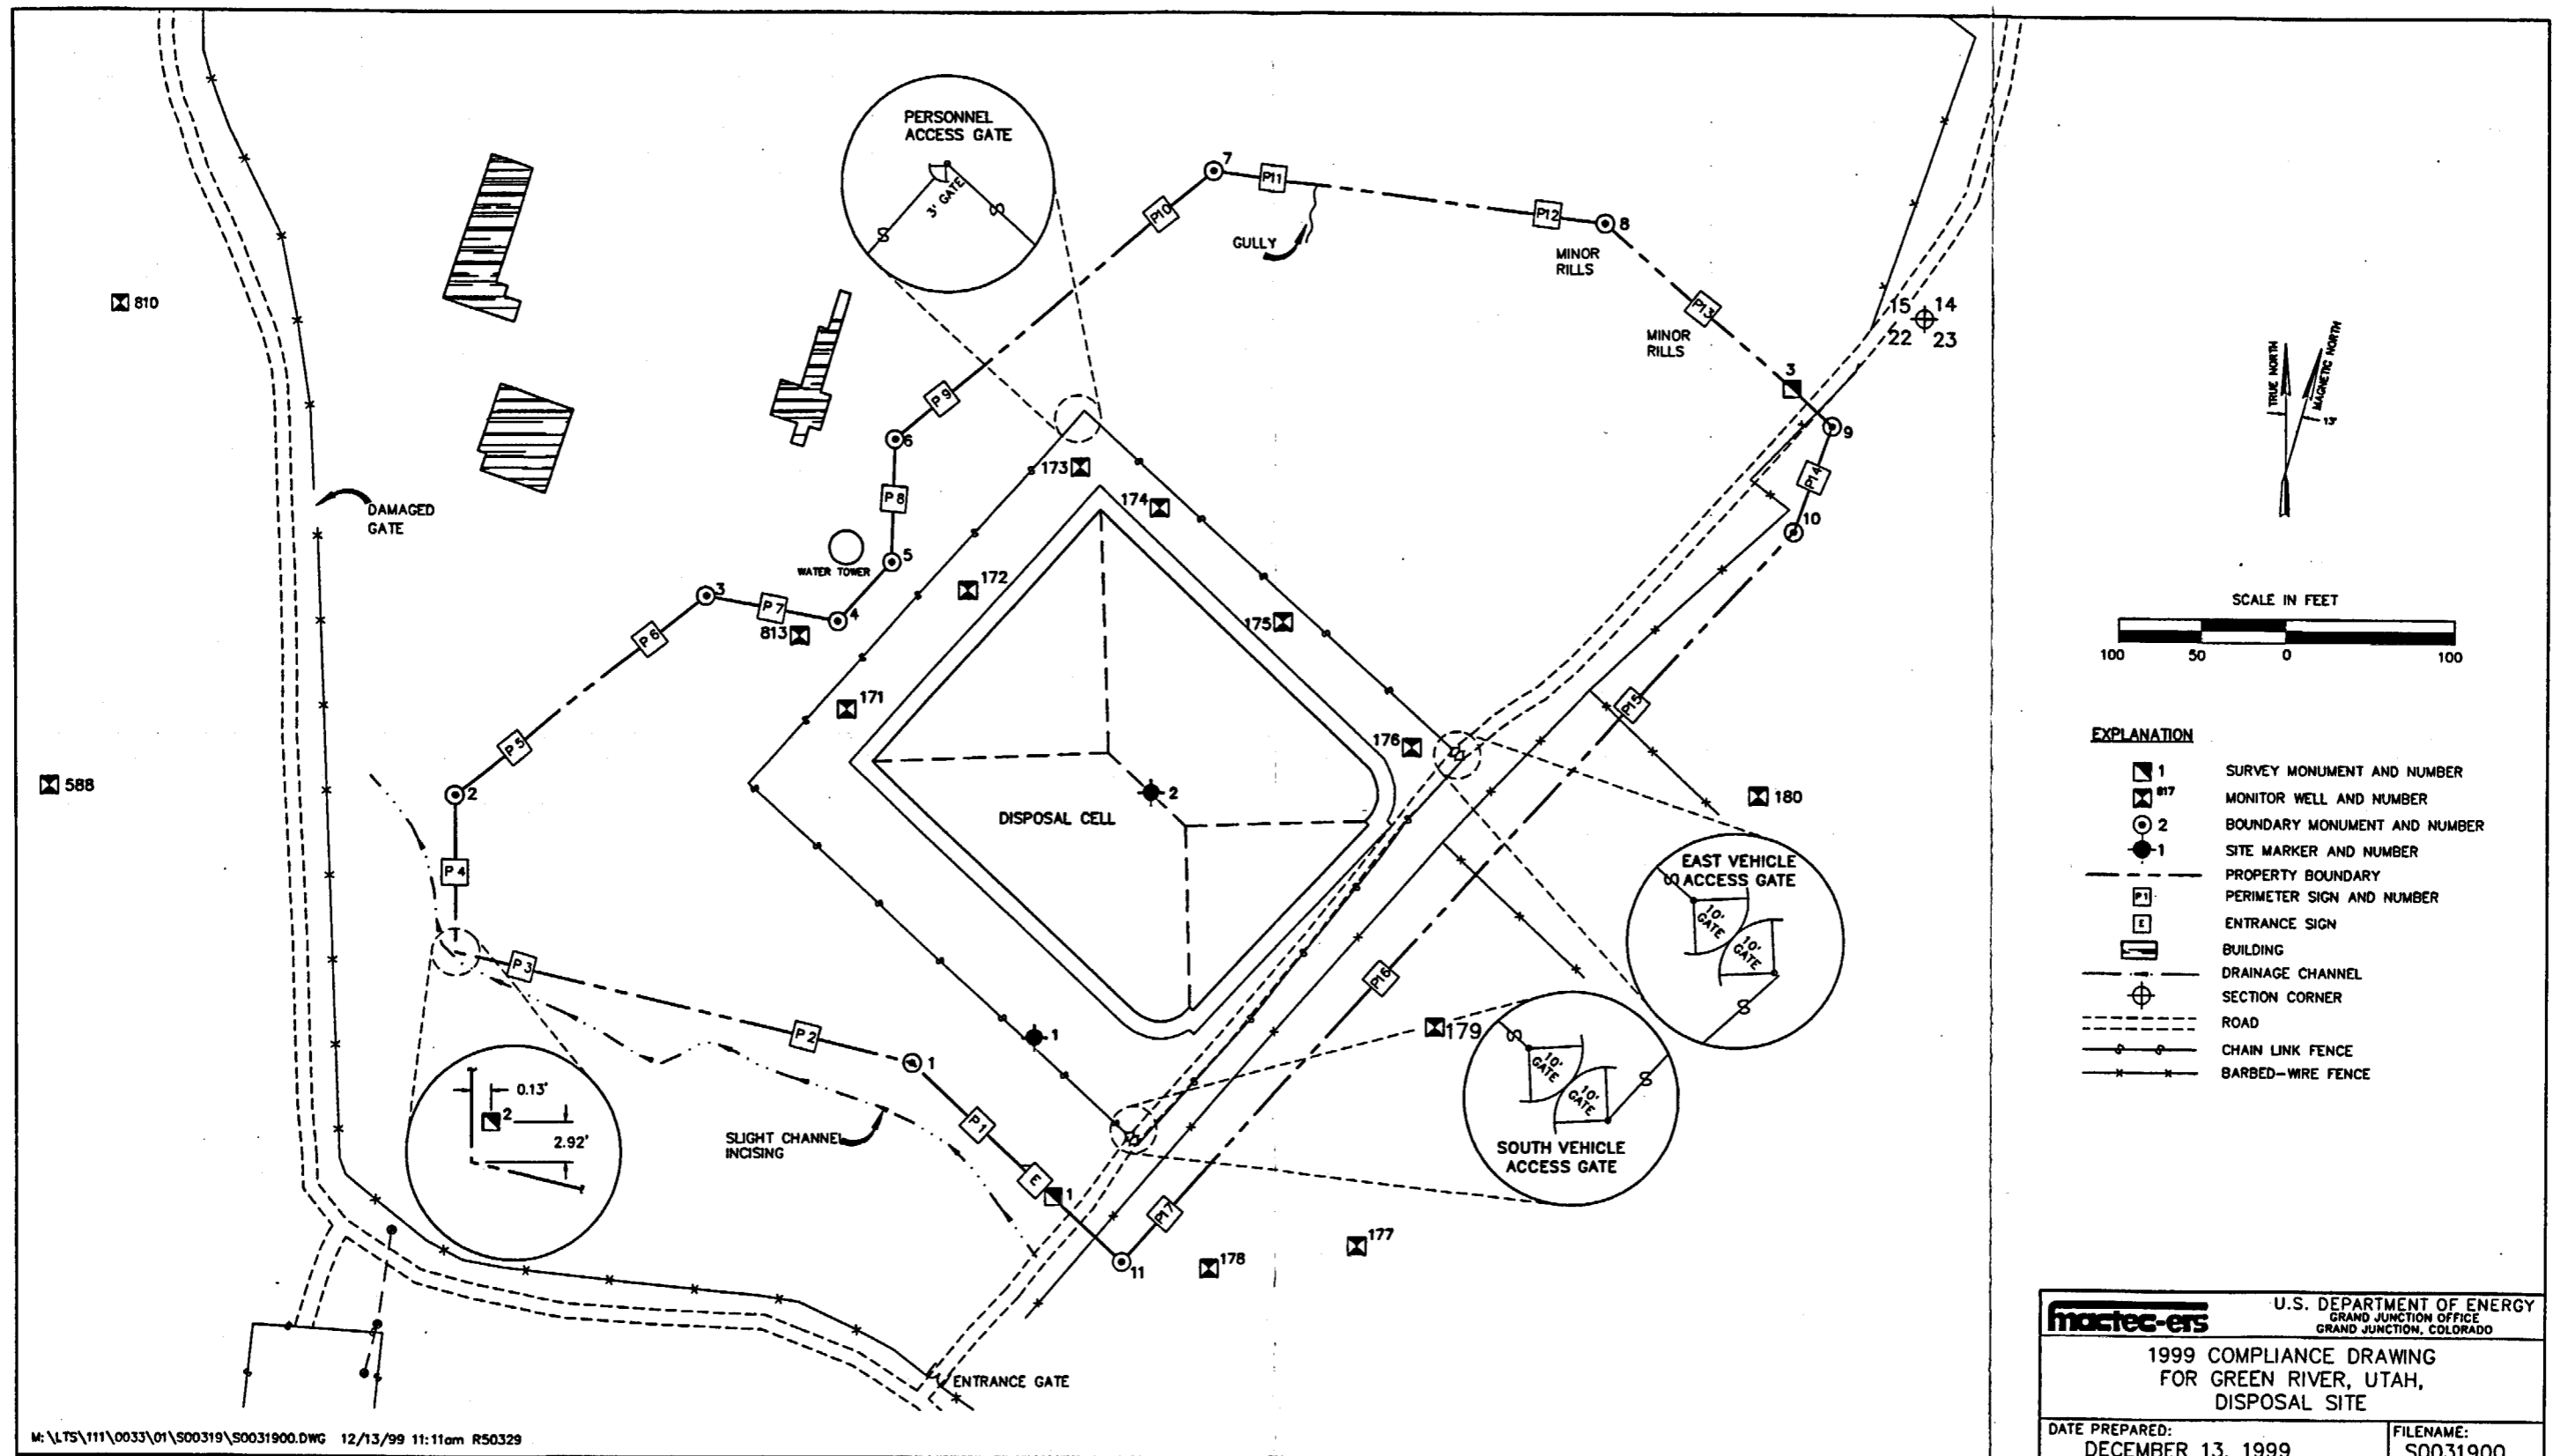 PERSONNEL
ACCESS GATE
3' GATE
S
7
P11
P10
P12
8
GULLY
MINOR
RILLS
P13
MINOR
RILLS
15 14
22 23
3
9
P14
10
810
P9
6
173
174
P8
DAMAGED
GATE
5
WATER TOWER
172
3
P7
4
813
175
P6
171
P15
176
P5
588
2
180
2
DISPOSAL CELL
P4
EAST VEHICLE
ACCESS GATE
10'
GATE
10'
GATE
S
P3
P16
179
P2
1
1
10'
GATE
10'
GATE
S
SOUTH VEHICLE
ACCESS GATE
0.13'
2
2.92'
P1
SLIGHT CHANNEL
INCISING
E
1
P17
11
178
177
ENTRANCE GATE
TRUE NORTH
MAGNETIC NORTH
13°
SCALE IN FEET
100 50 0 100
EXPLANATION
1 SURVEY MONUMENT AND NUMBER
817 MONITOR WELL AND NUMBER
2 BOUNDARY MONUMENT AND NUMBER
1 SITE MARKER AND NUMBER
PROPERTY BOUNDARY
P1 PERIMETER SIGN AND NUMBER
E ENTRANCE SIGN
BUILDING
DRAINAGE CHANNEL
SECTION CORNER
ROAD
CHAIN LINK FENCE
BARBED-WIRE FENCE
mactec-ers
U.S. DEPARTMENT OF ENERGY
GRAND JUNCTION OFFICE
GRAND JUNCTION, COLORADO
1999 COMPLIANCE DRAWING
FOR GREEN RIVER, UTAH,
DISPOSAL SITE
DATE PREPARED:
DECEMBER 13, 1999
FILENAME:
S0031900
M:\LTS\111\0033\01\S00319\S0031900.DWG 12/13/99 11:11am R50329